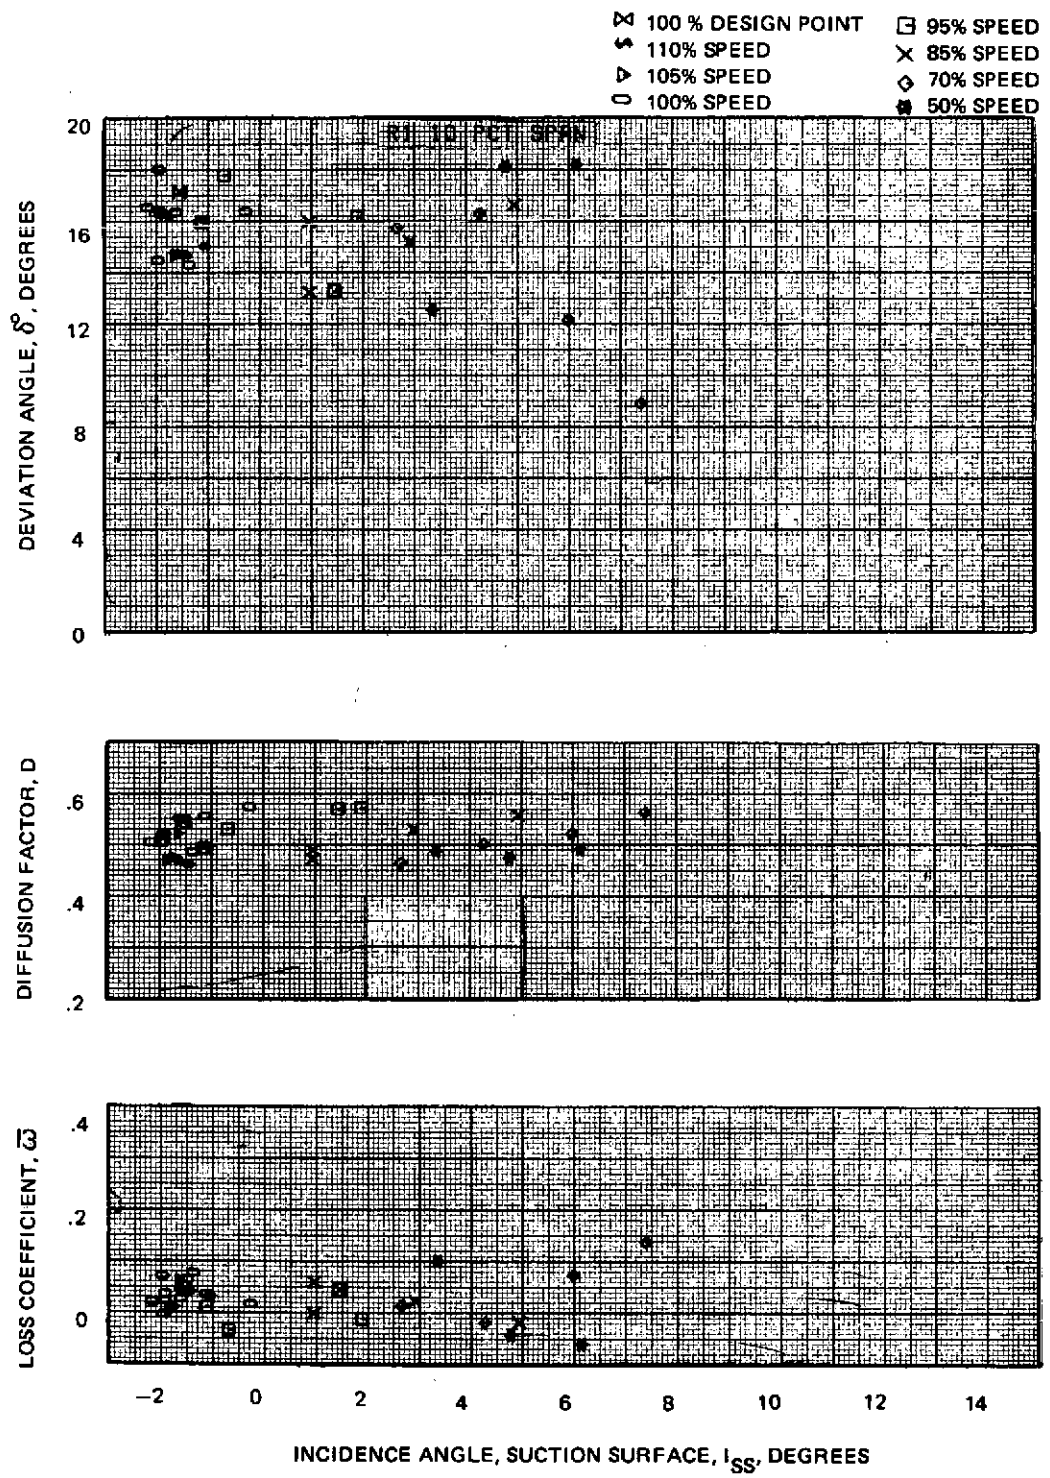 100 % DESIGN POINT
110% SPEED
105% SPEED
100% SPEED
95% SPEED
85% SPEED
70% SPEED
50% SPEED
R1 10 PCT SPAN
DEVIATION ANGLE, δ°, DEGREES
20
16
12
8
4
0
DIFFUSION FACTOR, D
.6
.4
.2
LOSS COEFFICIENT, ω̅
.4
.2
0
−2 0 2 4 6 8 10 12 14
INCIDENCE ANGLE, SUCTION SURFACE, ISS, DEGREES